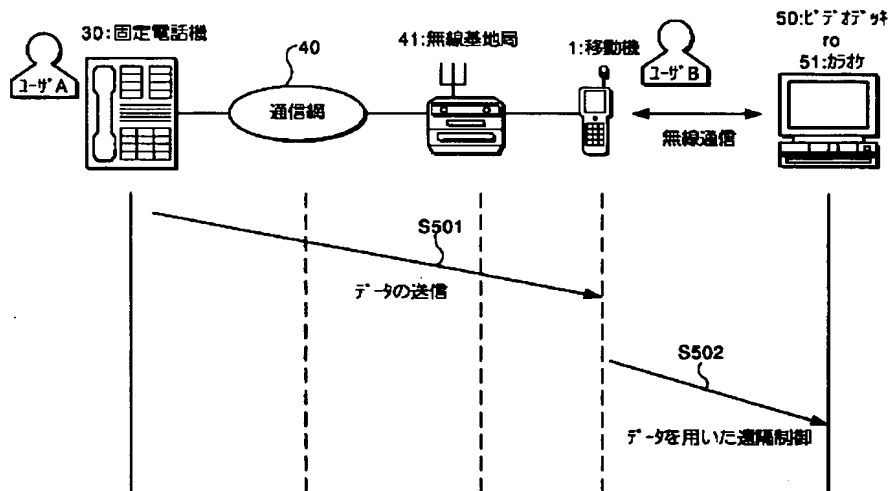 30:固定電話機
ユーザA
40
通信網
41:無線基地局
1:移動機
ユーザB
無線通信
50:ビデオデッキ
ro
51:カラオケ
S501
データの送信
S502
データを用いた遠隔制御